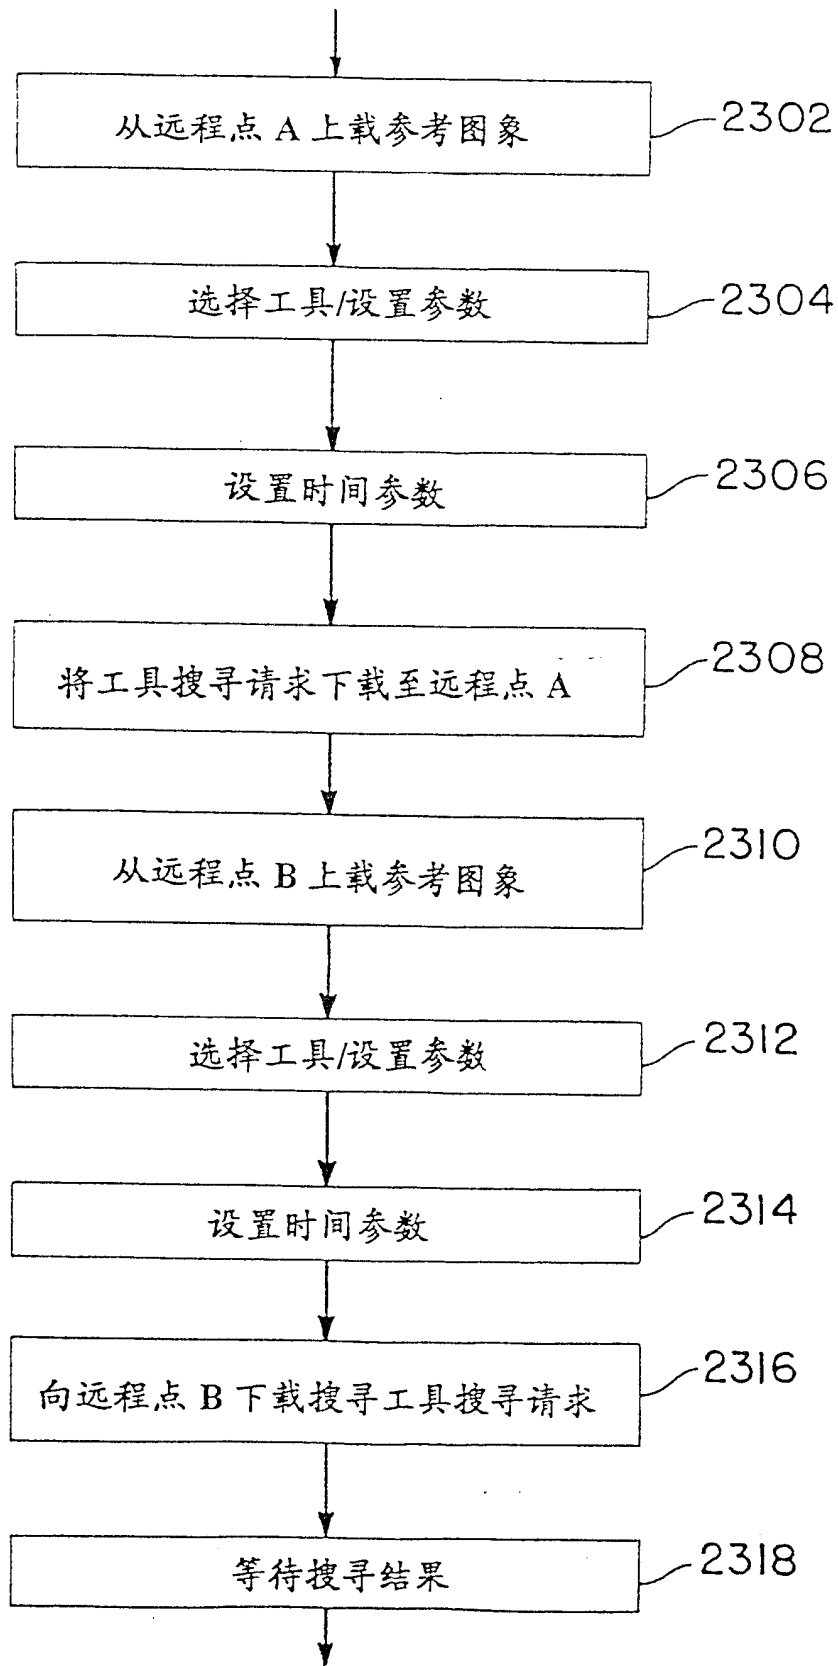 从远程点 A 上载参考图象
2302
选择工具/设置参数
2304
设置时间参数
2306
将工具搜寻请求下载至远程点 A
2308
从远程点 B 上载参考图象
2310
选择工具/设置参数
2312
设置时间参数
2314
向远程点 B 下载搜寻工具搜寻请求
2316
等待搜寻结果
2318